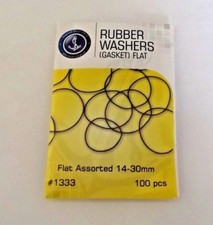 RUBBER
WASHERS
(GASKET) FLAT
Flat Assorted 14-30mm
#1333 100 pcs